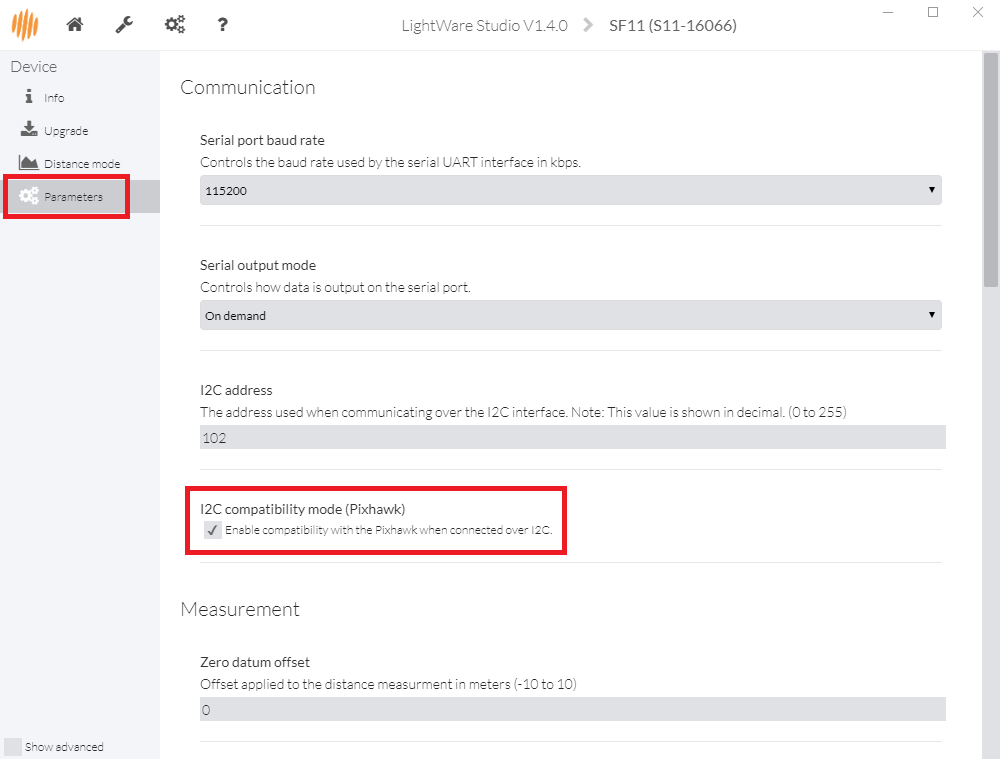 ?
LightWare Studio V1.4.0 > SF11 (S11-16066)
Device
Info
Upgrade
Distance mode
Parameters
Communication
Serial port baud rate
Controls the baud rate used by the serial UART interface in kbps.
115200
Serial output mode
Controls how data is output on the serial port.
On demand
I2C address
The address used when communicating over the I2C interface. Note: This value is shown in decimal. (0 to 255)
102
I2C compatibility mode (Pixhawk)
Enable compatibility with the Pixhawk when connected over I2C.
Measurement
Zero datum offset
Offset applied to the distance measurment in meters (-10 to 10)
0
Show advanced